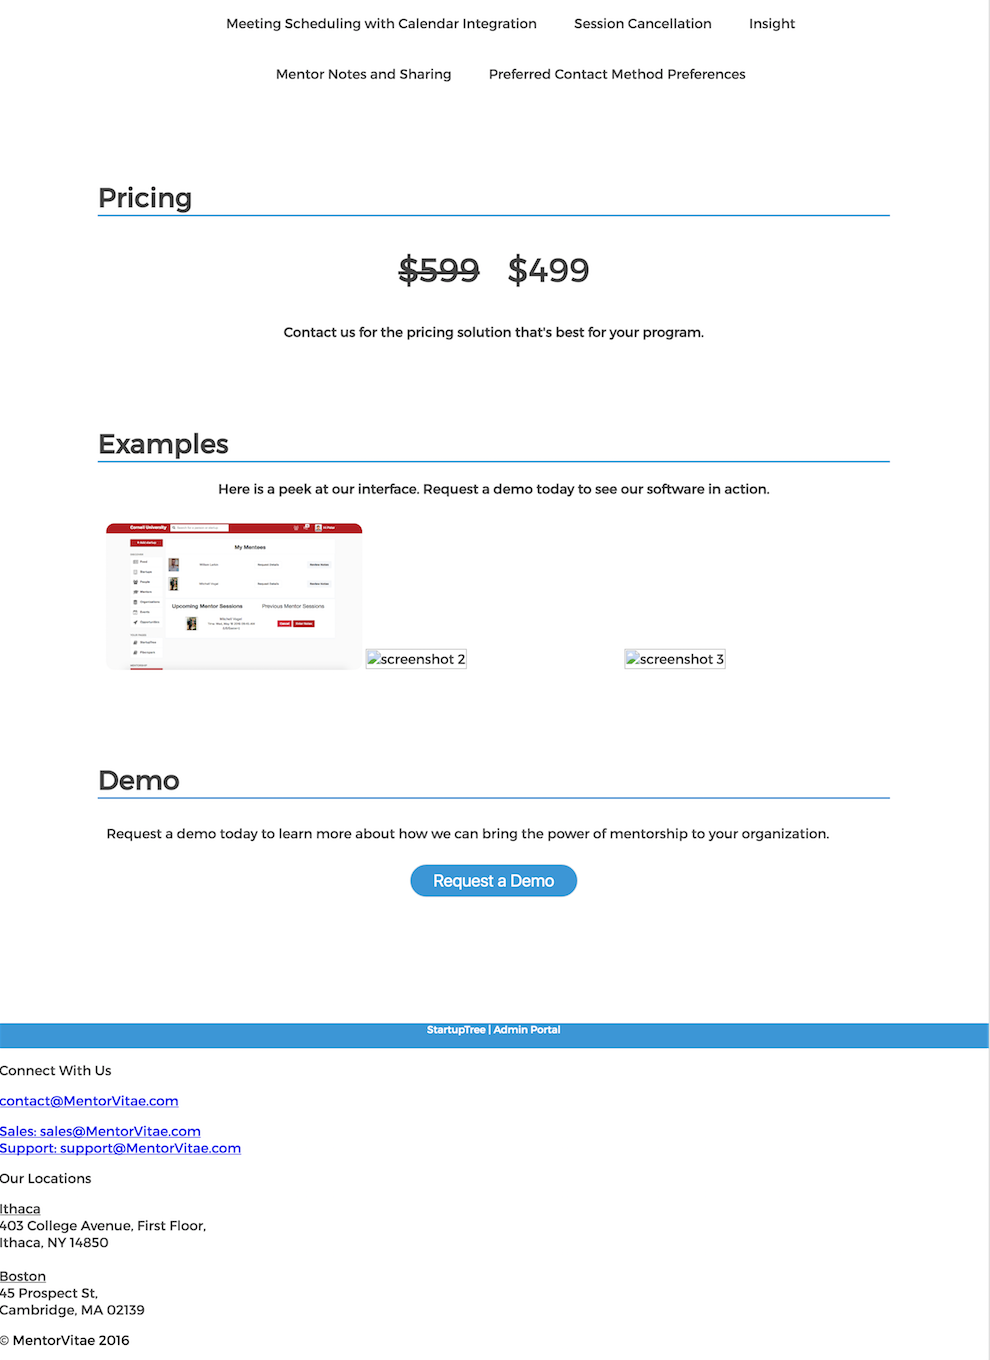 Meeting Scheduling with Calendar Integration Session Cancellation Insight
Mentor Notes and Sharing Preferred Contact Method Preferences
Pricing
$599 $499
Contact us for the pricing solution that's best for your program.
Examples
Here is a peek at our interface. Request a demo today to see our software in action.
Cornell University
My Mentees
Request Details
Request Details
Upcoming Mentor Sessions Previous Mentor Sessions
screenshot 2 screenshot 3
Demo
Request a demo today to learn more about how we can bring the power of mentorship to your organization.
Request a Demo
StartupTree | Admin Portal
Connect With Us
contact@MentorVitae.com
Sales: sales@MentorVitae.com
Support: support@MentorVitae.com
Our Locations
Ithaca
403 College Avenue, First Floor,
Ithaca, NY 14850
Boston
45 Prospect St,
Cambridge, MA 02139
© MentorVitae 2016